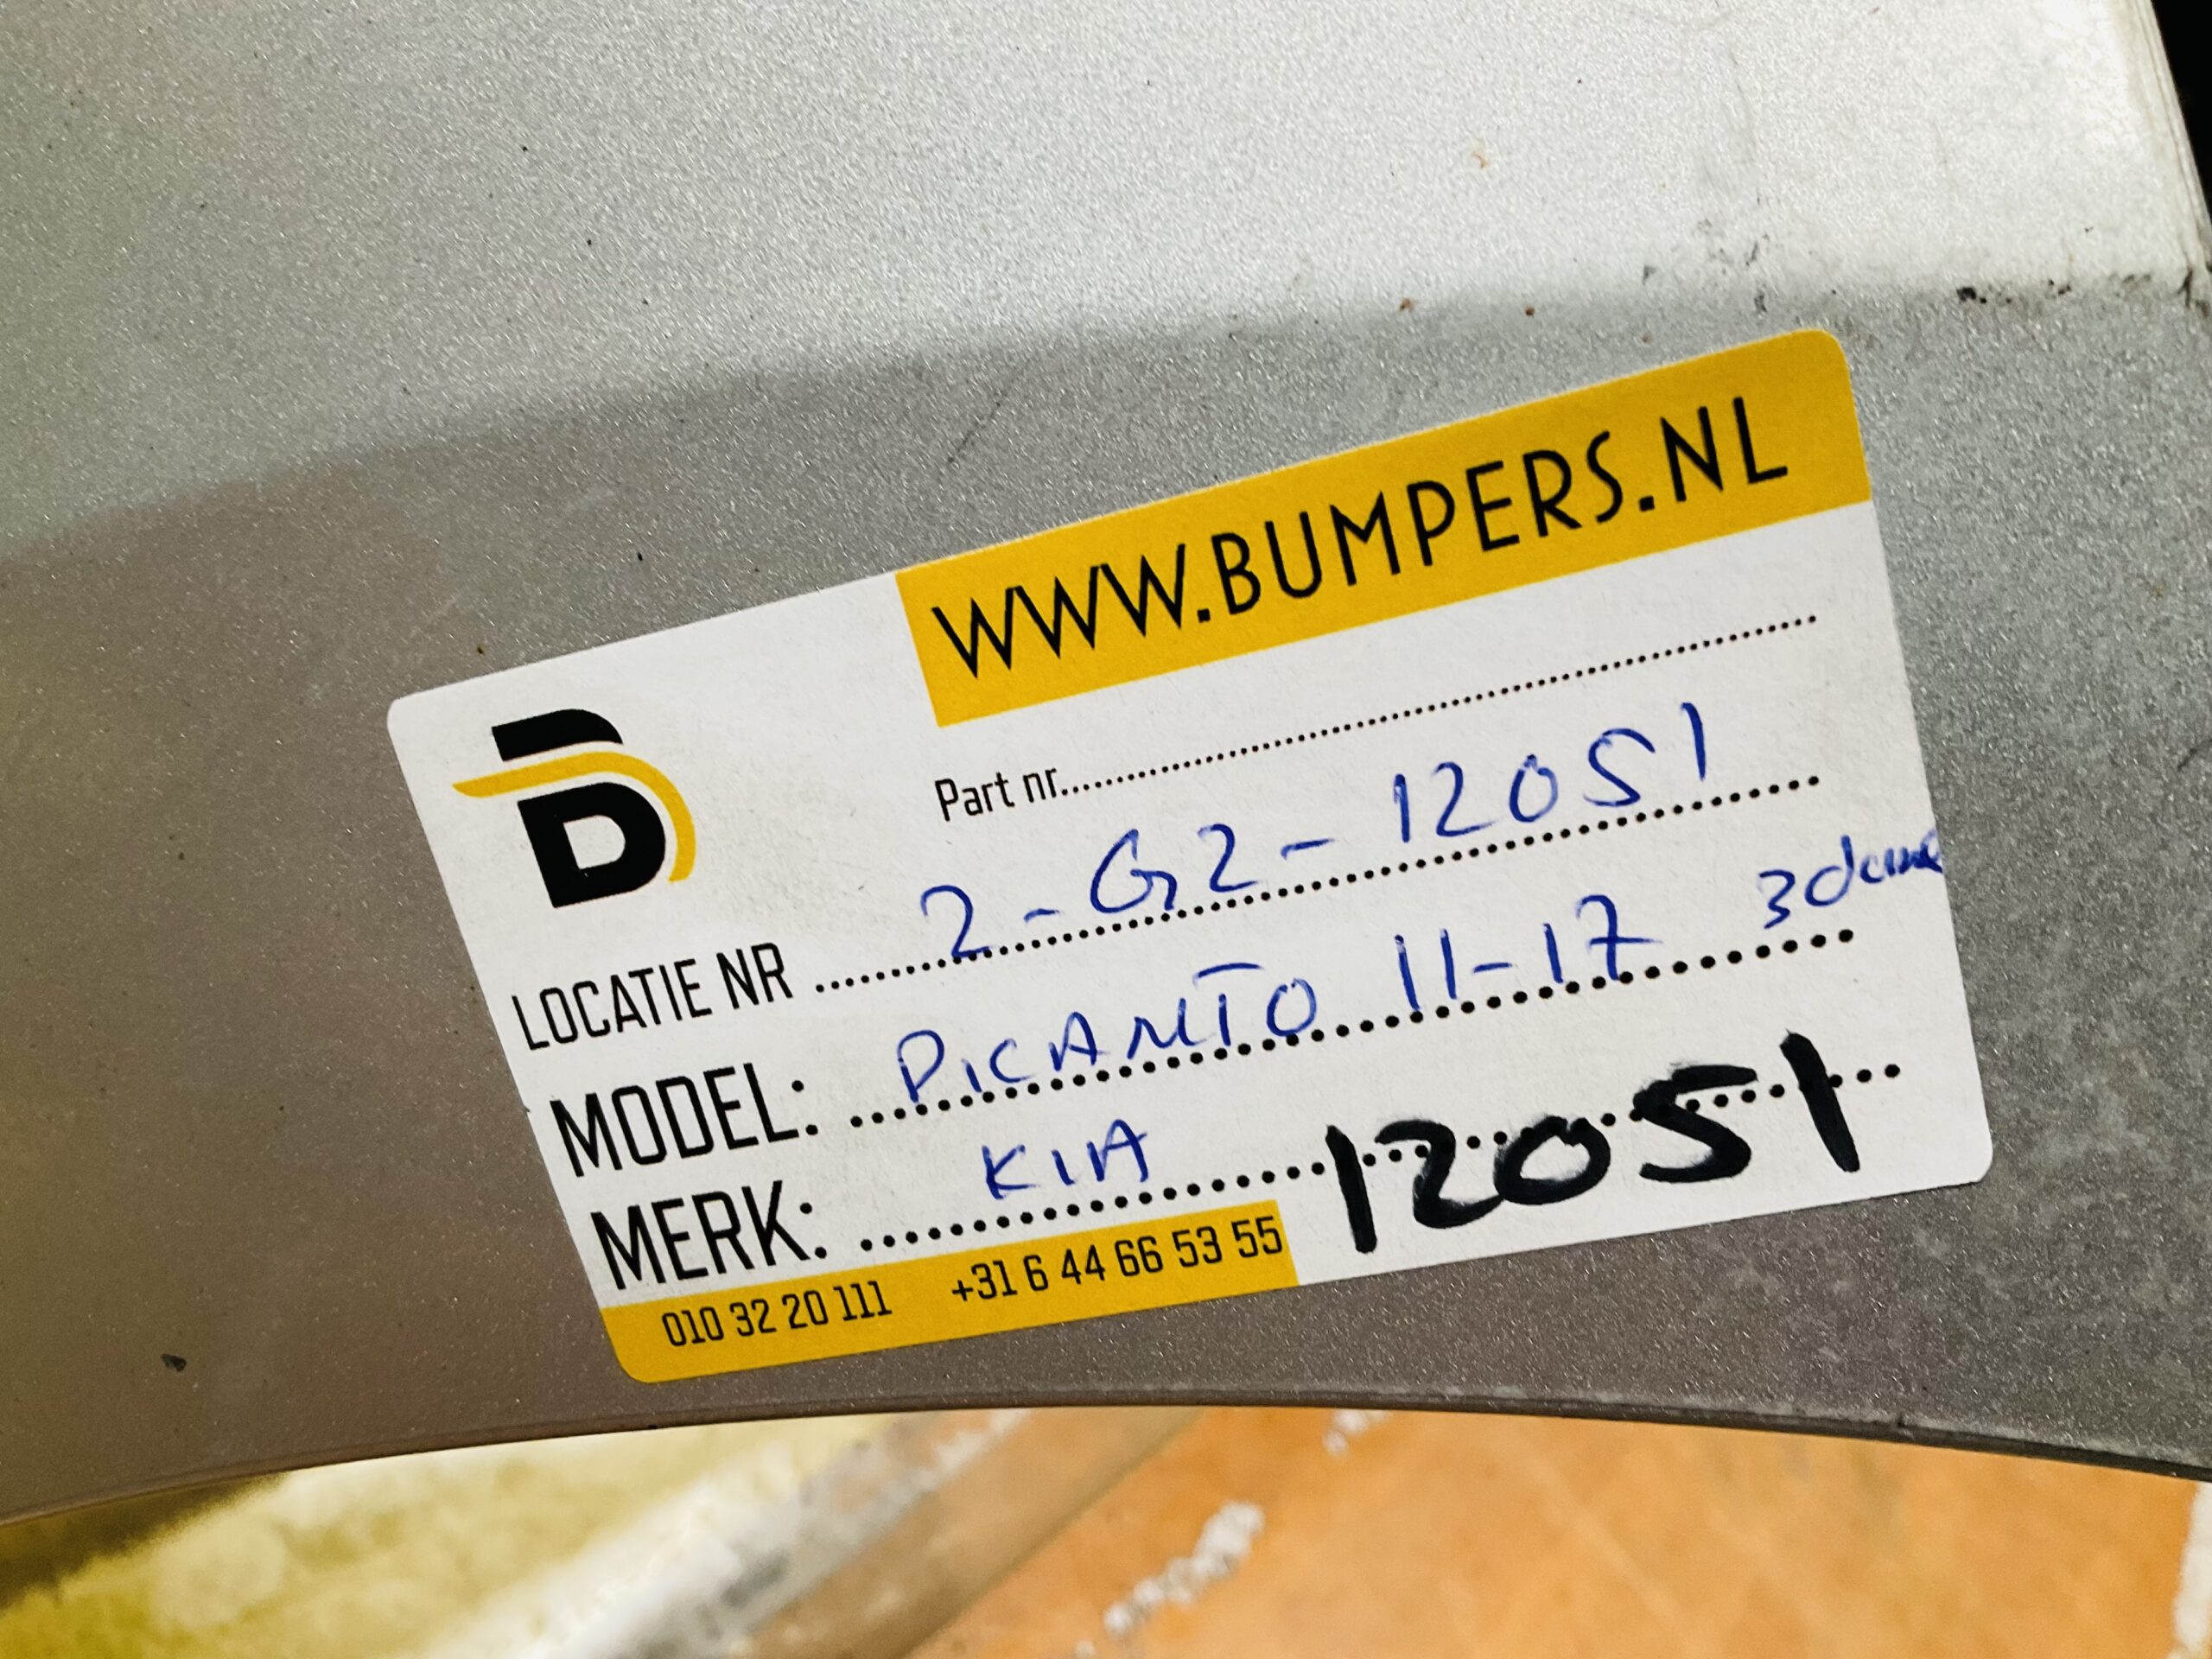 WWW.BUMPERS.NL
Part nr..........
LOCATIE NR .......... 2-G2-12051
MODEL: .......... PICANTO 11-17 3deurs
MERK: .......... KIA 12051
010 32 20 111 +31 6 44 66 53 55